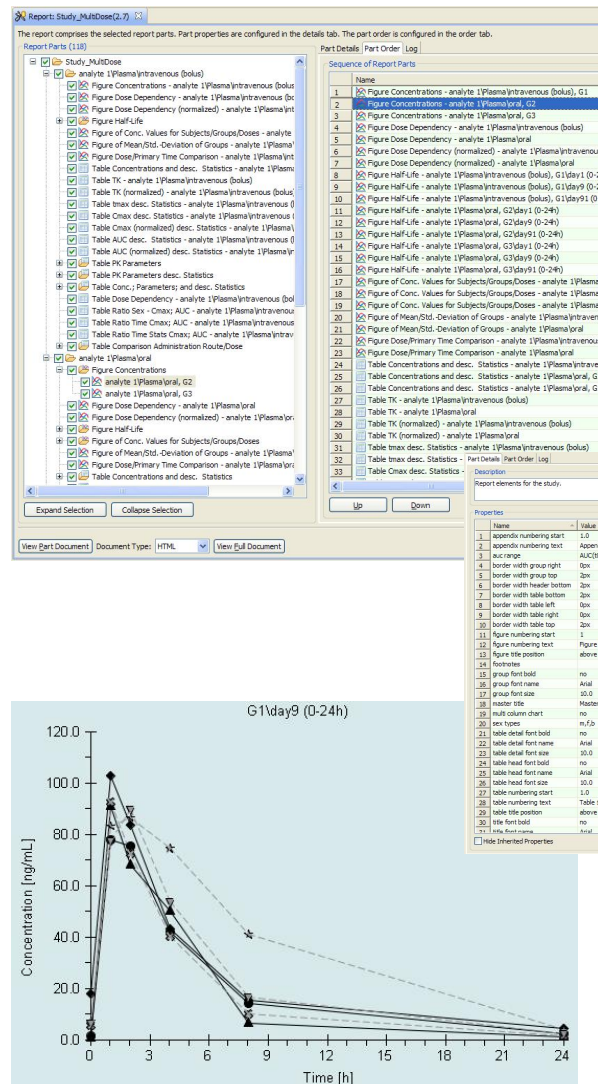 Report: Study_MultiDose(2.7)
The report comprises the selected report parts. Part properties are configured in the details tab. The part order is configured in the order tab.
Report Parts (118)
Study_MultiDose
analyte 1\Plasma\intravenous (bolus)
Figure Concentrations - analyte 1\Plasma\intravenous (bolus
Figure Dose Dependency - analyte 1\Plasma\intravenous (bo
Figure Dose Dependency (normalized) - analyte 1\Plasma\int
Figure Half-Life
Figure of Conc. Values for Subjects/Groups/Doses - analyte
Figure of Mean/Std.-Deviation of Groups - analyte 1\Plasma\
Figure Dose/Primary Time Comparison - analyte 1\Plasma\int
Table Concentrations and desc. Statistics - analyte 1\Plasma
Table TK - analyte 1\Plasma\intravenous (bolus)
Table TK (normalized) - analyte 1\Plasma\intravenous (bolus)
Table tmax desc. Statistics - analyte 1\Plasma\intravenous (
Table Cmax desc. Statistics - analyte 1\Plasma\intravenous (
Table Cmax (normalized) desc. Statistics - analyte 1\Plasma\
Table AUC desc. Statistics - analyte 1\Plasma\intravenous (
Table AUC (normalized) desc. Statistics - analyte 1\Plasma\in
Table PK Parameters
Table PK Parameters desc. Statistics
Table Conc.; Parameters; and desc. Statistics
Table Dose Dependency - analyte 1\Plasma\intravenous (bol
Table Ratio Sex - Cmax; AUC - analyte 1\Plasma\intravenous
Table Ratio Time Cmax; AUC - analyte 1\Plasma\intravenous
Table Ratio Time Stats Cmax; AUC - analyte 1\Plasma\intrav
Table Comparison Administration Route/Dose
analyte 1\Plasma\oral
Figure Concentrations
analyte 1\Plasma\oral, G2
analyte 1\Plasma\oral, G3
Figure Dose Dependency - analyte 1\Plasma\oral
Figure Dose Dependency (normalized) - analyte 1\Plasma\or
Figure Half-Life
Figure of Conc. Values for Subjects/Groups/Doses
Figure of Mean/Std.-Deviation of Groups - analyte 1\Plasma\
Figure Dose/Primary Time Comparison - analyte 1\Plasma\ora
Table Concentrations and desc. Statistics
Expand Selection Collapse Selection
View Part Document Document Type: HTML View Full Document
Part Details Part Order Log
Sequence of Report Parts
Name
1 Figure Concentrations - analyte 1\Plasma\intravenous (bolus), G1
2 Figure Concentrations - analyte 1\Plasma\oral, G2
3 Figure Concentrations - analyte 1\Plasma\oral, G3
4 Figure Dose Dependency - analyte 1\Plasma\intravenous (bolus)
5 Figure Dose Dependency - analyte 1\Plasma\oral
6 Figure Dose Dependency (normalized) - analyte 1\Plasma\intravenou
7 Figure Dose Dependency (normalized) - analyte 1\Plasma\oral
8 Figure Half-Life - analyte 1\Plasma\intravenous (bolus), G1\day1 (0-2
9 Figure Half-Life - analyte 1\Plasma\intravenous (bolus), G1\day9 (0-2
10 Figure Half-Life - analyte 1\Plasma\intravenous (bolus), G1\day91 (0
11 Figure Half-Life - analyte 1\Plasma\oral, G2\day1 (0-24h)
12 Figure Half-Life - analyte 1\Plasma\oral, G2\day9 (0-24h)
13 Figure Half-Life - analyte 1\Plasma\oral, G2\day91 (0-24h)
14 Figure Half-Life - analyte 1\Plasma\oral, G3\day1 (0-24h)
15 Figure Half-Life - analyte 1\Plasma\oral, G3\day9 (0-24h)
16 Figure Half-Life - analyte 1\Plasma\oral, G3\day91 (0-24h)
17 Figure of Conc. Values for Subjects/Groups/Doses - analyte 1\Plasma
18 Figure of Conc. Values for Subjects/Groups/Doses - analyte 1\Plasma
19 Figure of Conc. Values for Subjects/Groups/Doses - analyte 1\Plasma
20 Figure of Mean/Std.-Deviation of Groups - analyte 1\Plasma\intraven
21 Figure of Mean/Std.-Deviation of Groups - analyte 1\Plasma\oral
22 Figure Dose/Primary Time Comparison - analyte 1\Plasma\intravenou
23 Figure Dose/Primary Time Comparison - analyte 1\Plasma\oral
24 Table Concentrations and desc. Statistics - analyte 1\Plasma\intrave
25 Table Concentrations and desc. Statistics - analyte 1\Plasma\oral, G
26 Table Concentrations and desc. Statistics - analyte 1\Plasma\oral, G
27 Table TK - analyte 1\Plasma\intravenous (bolus)
28 Table TK - analyte 1\Plasma\oral
29 Table TK (normalized) - analyte 1\Plasma\intravenous (bolus)
30 Table TK (normalized) - analyte 1\Plasma\oral
31 Table tmax desc. Statistics - analyte 1\Plasma\intravenous (bolus)
32 Table tmax desc. Statistics -
33 Table Cmax desc. Statistics -
Up Down
Part Details Part Order Log
Description
Report elements for the study.
Properties
Name Value
1 appendix numbering start 1.0
2 appendix numbering text Appen
3 auc range AUC(ti
4 border width group right 0px
5 border width group top 2px
6 border width header bottom 2px
7 border width table bottom 2px
8 border width table left 0px
9 border width table right 0px
10 border width table top 2px
11 figure numbering start 1
12 figure numbering text Figure
13 figure title position above
14 footnotes
15 group font bold no
16 group font name Arial
17 group font size 10.0
18 master title Master
19 multi column chart no
20 sex types m,f,b
21 table detail font bold no
22 table detail font name Arial
23 table detail font size 10.0
24 table head font bold no
25 table head font name Arial
26 table head font size 10.0
27 table numbering start 1.0
28 table numbering text Table
29 table title position above
30 title font bold no
31 title font name Arial
Hide Inherited Properties
G1\day9 (0-24h)
120.0
100.0
80.0
60.0
40.0
20.0
0.0
Concentration [ng/mL]
0 3 6 9 12 15 18 21 24
Time [h]